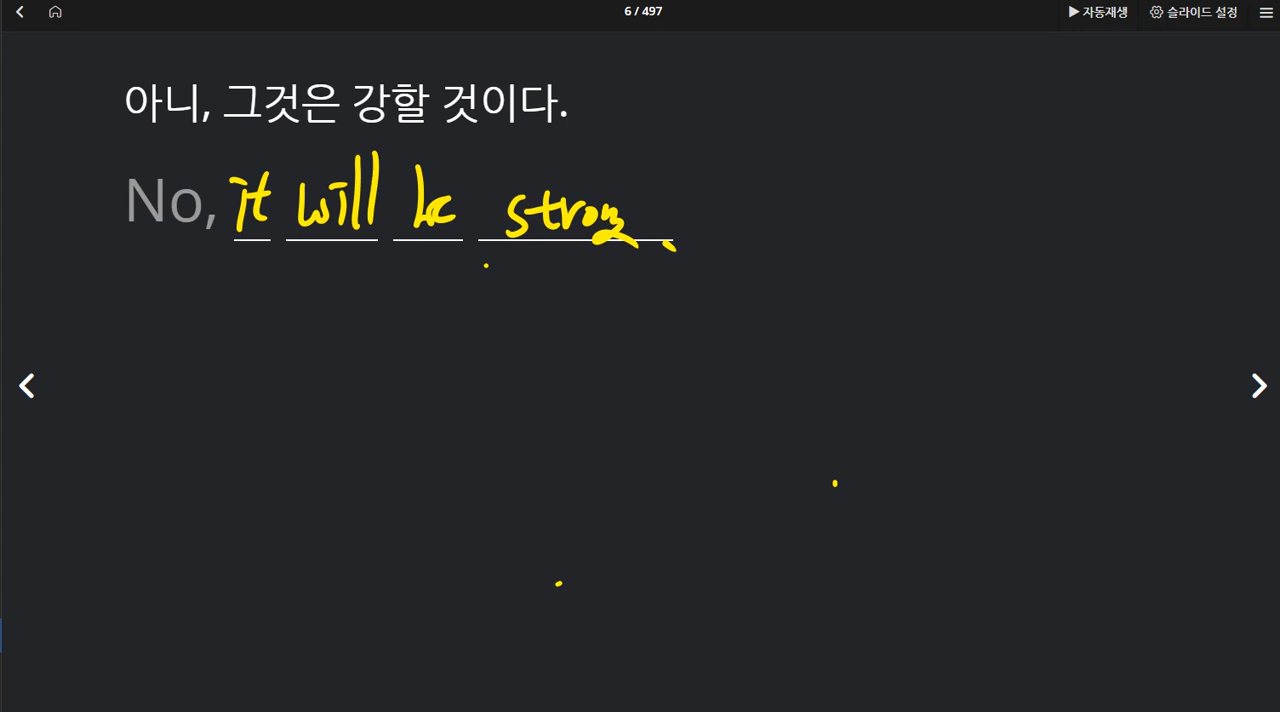 6 / 497
▶ 자동재생
슬라이드 설정
아니, 그것은 강할 것이다.
No, it will be strong.